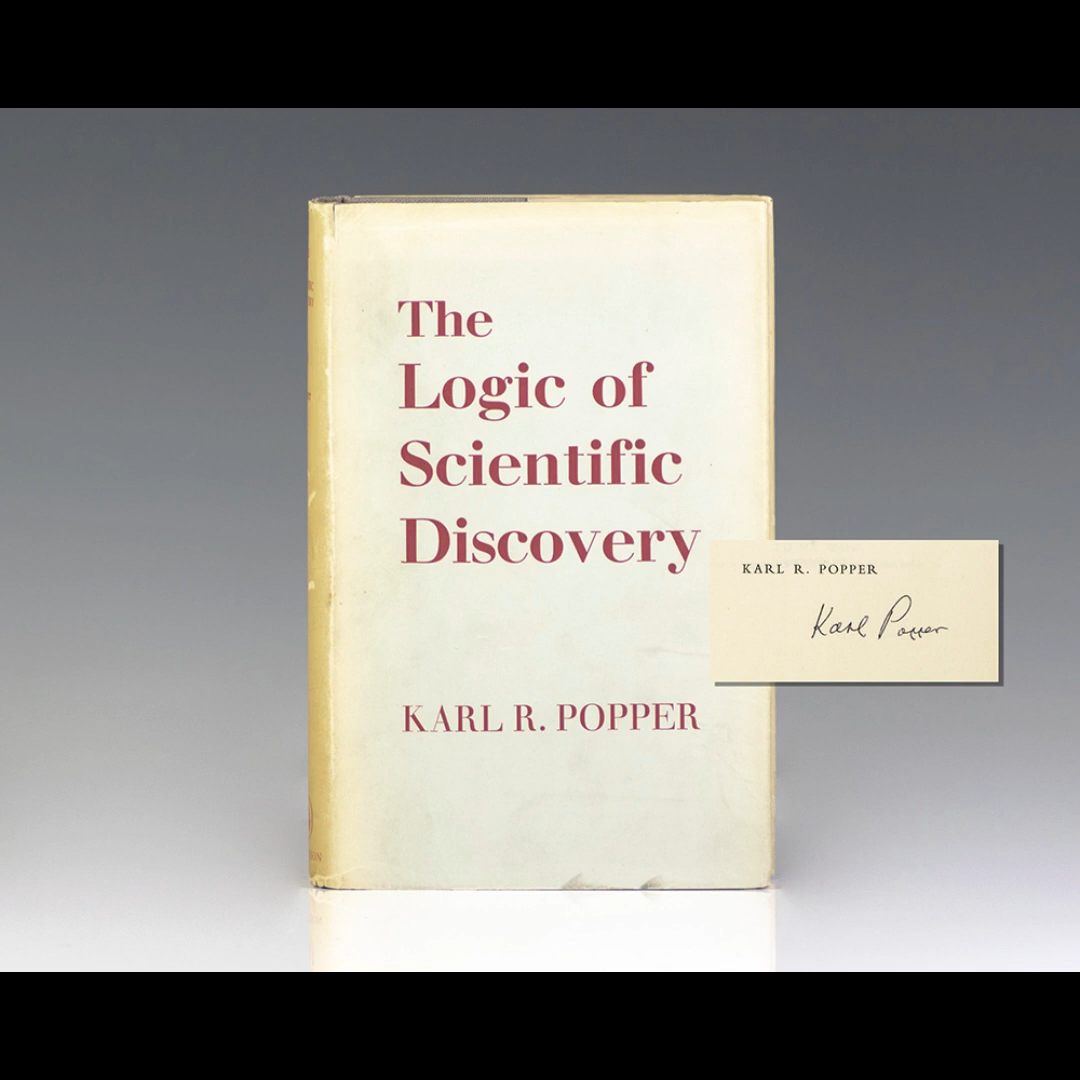 The
Logic of
Scientific
Discovery
KARL R. POPPER
KARL R. POPPER
Karl Popper